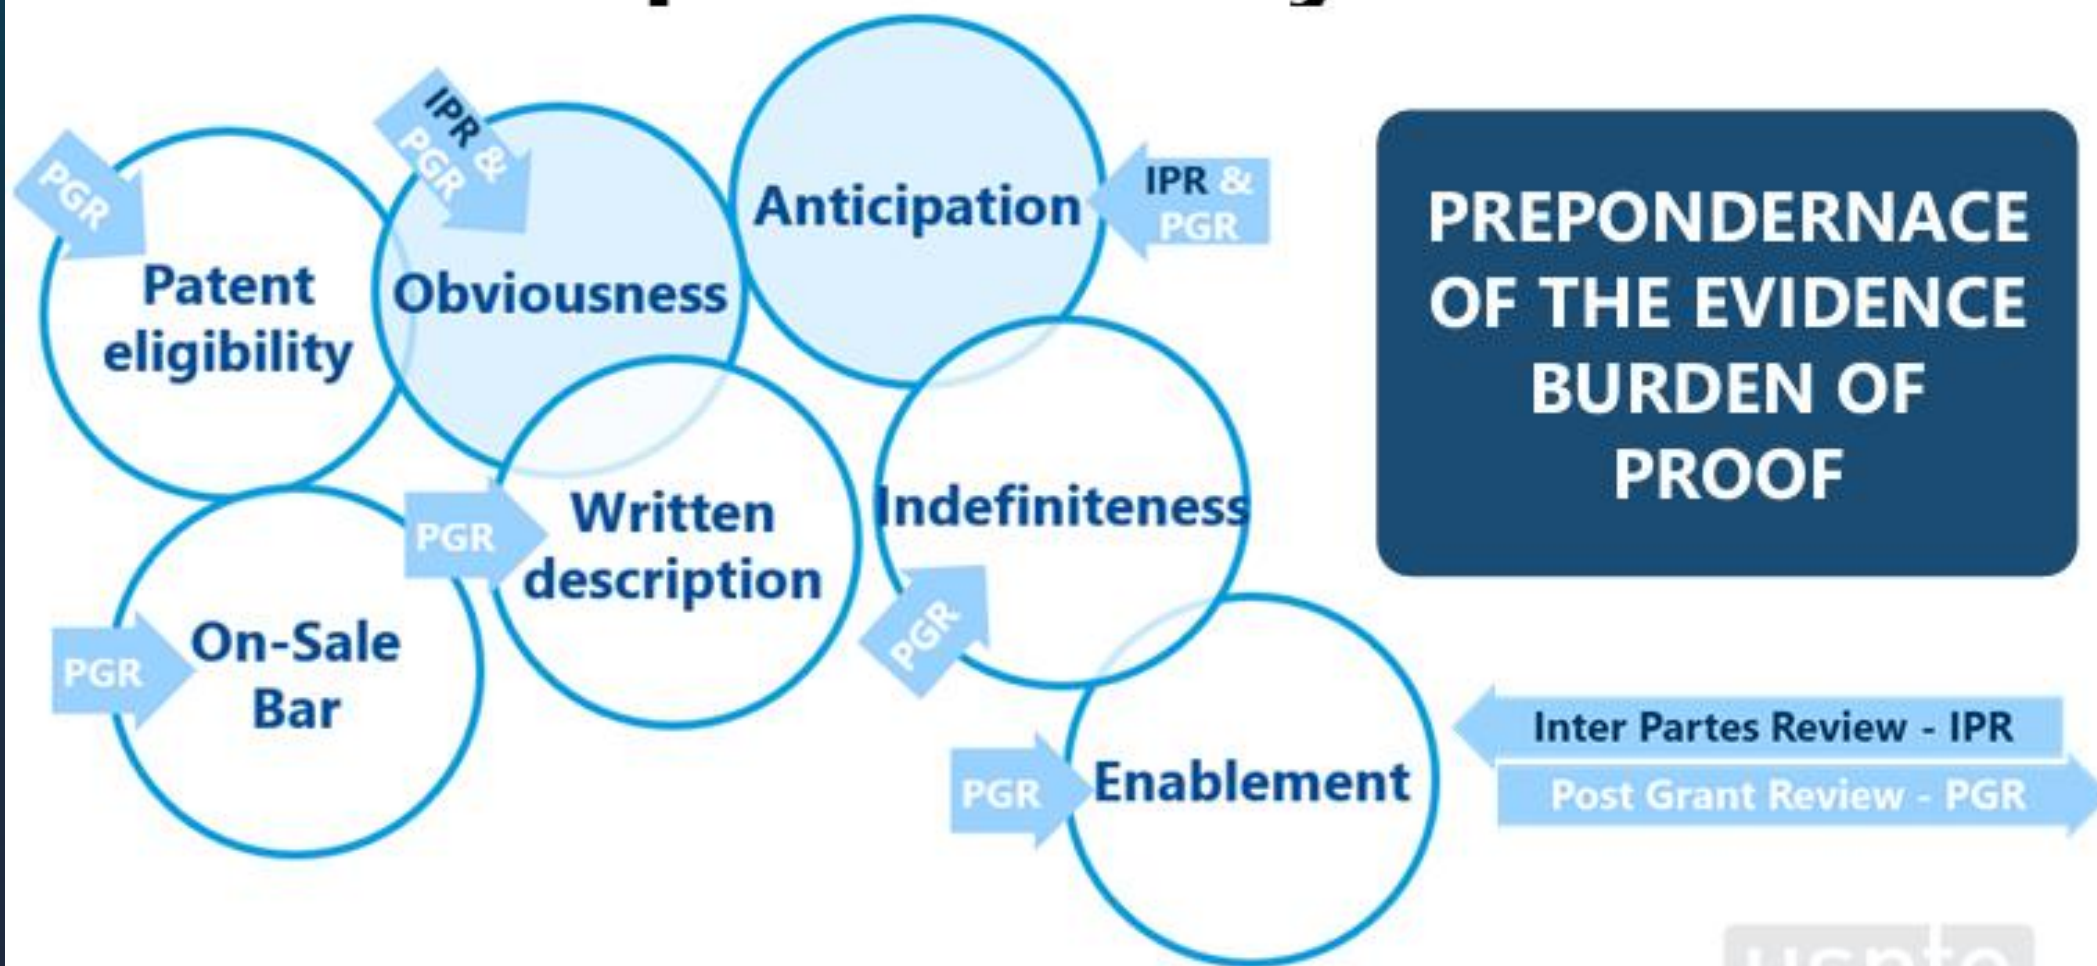 PGR
Patent
eligibility
IPR &
PGR
Obviousness
Anticipation
IPR &
PGR
PREPONDERNACE
OF THE EVIDENCE
BURDEN OF
PROOF
PGR
Written
description
Indefiniteness
PGR
PGR
On-Sale
Bar
PGR
Enablement
Inter Partes Review - IPR
Post Grant Review - PGR